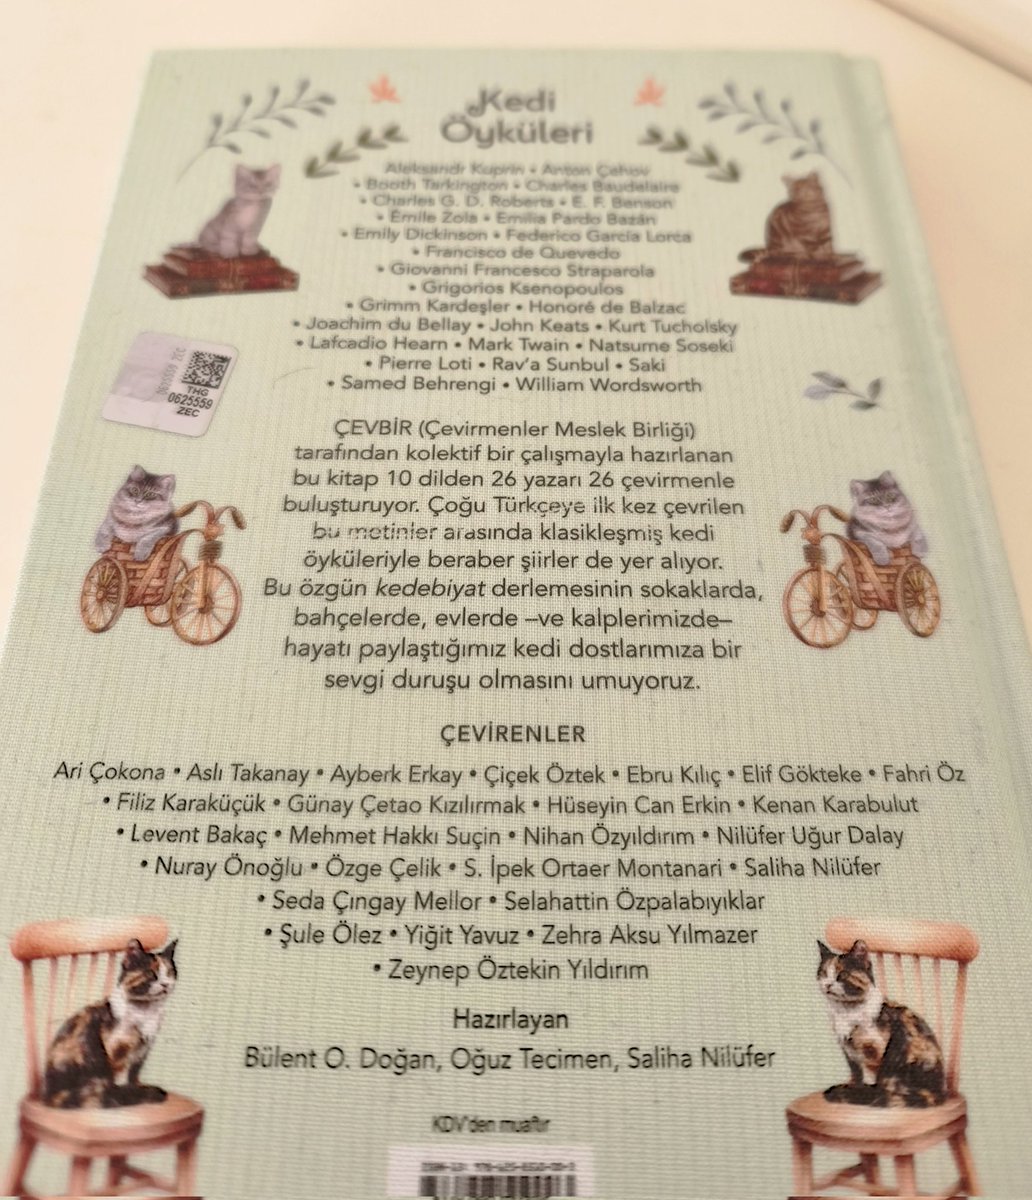 Kedi
Öyküleri
Aleksandr Kuprin • Anton Çehov
• Booth Tarkington • Charles Baudelaire
• Charles G. D. Roberts • E. F. Benson
• Émile Zola • Emilia Pardo Bazán
• Emily Dickinson • Federico García Lorca
• Francisco de Quevedo
• Giovanni Francesco Straparola
• Grigorios Ksenopoulos
• Grimm Kardeşler • Honoré de Balzac
• Joachim du Bellay • John Keats • Kurt Tucholsky
• Lafcadio Hearn • Mark Twain • Natsume Soseki
• Pierre Loti • Rav'a Sunbul • Saki
• Samed Behrengi • William Wordsworth
THG
0625559
ZEC
ÇEVBİR (Çevirmenler Meslek Birliği)
tarafından kolektif bir çalışmayla hazırlanan
bu kitap 10 dilden 26 yazarı 26 çevirmenle
buluşturuyor. Çoğu Türkçeye ilk kez çevrilen
bu metinler arasında klasikleşmiş kedi
öyküleriyle beraber şiirler de yer alıyor.
Bu özgün kedebiyat derlemesinin sokaklarda,
bahçelerde, evlerde –ve kalplerimizde–
hayatı paylaştığımız kedi dostlarımıza bir
sevgi duruşu olmasını umuyoruz.
ÇEVİRENLER
Ari Çokona • Aslı Takanay • Ayberk Erkay • Çiçek Öztek • Ebru Kılıç • Elif Gökteke • Fahri Öz
• Filiz Karaküçük • Günay Çetao Kızılırmak • Hüseyin Can Erkin • Kenan Karabulut
• Levent Bakaç • Mehmet Hakkı Suçin • Nihan Özyıldırım • Nilüfer Uğur Dalay
• Nuray Önoğlu • Özge Çelik • S. İpek Ortaer Montanari • Saliha Nilüfer
• Seda Çıngay Mellor • Selahattin Özpalabıyıklar
• Şule Ölez • Yiğit Yavuz • Zehra Aksu Yılmazer
• Zeynep Öztekin Yıldırım
Hazırlayan
Bülent O. Doğan, Oğuz Tecimen, Saliha Nilüfer
KDV'den muaftır